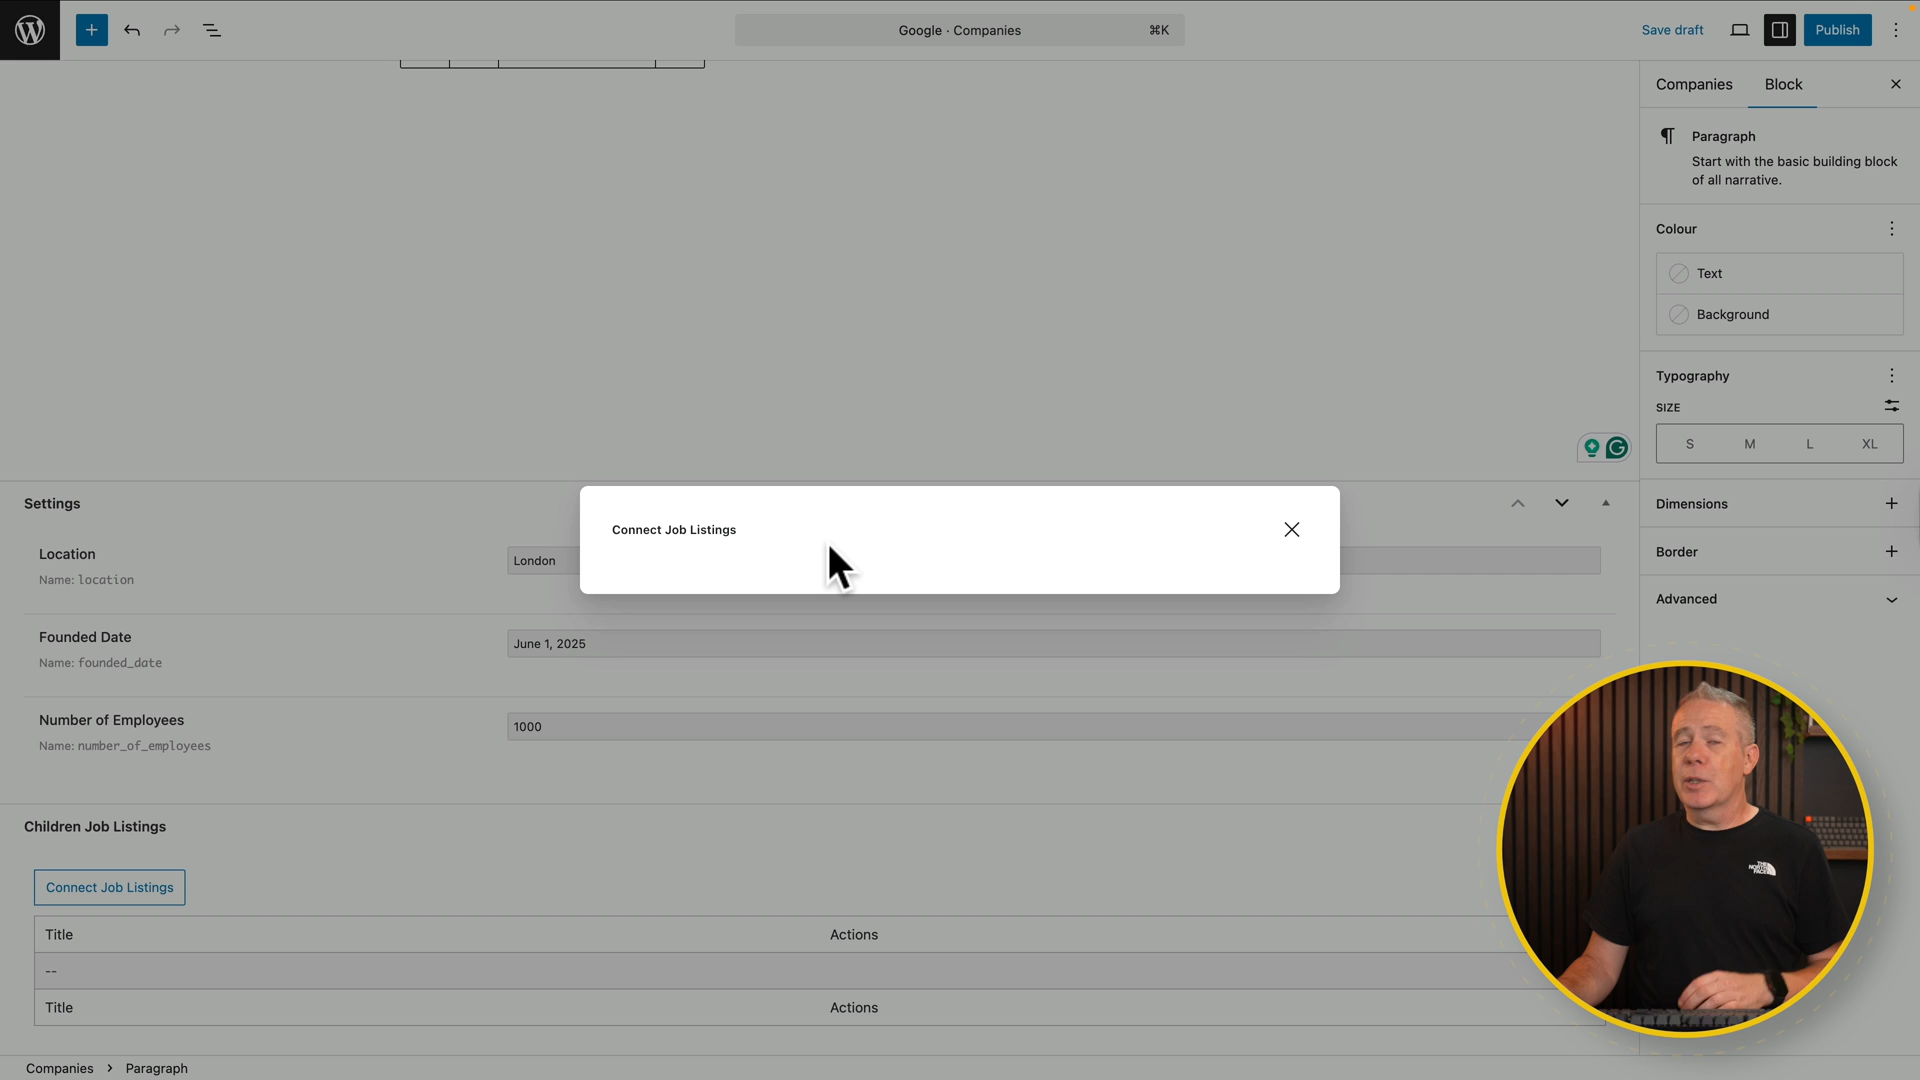 Google · Companies ⌘K
Save draft
Publish
Companies
Block
Paragraph
Start with the basic building block
of all narrative.
Colour
Text
Background
Typography
SIZE
S M L XL
Dimensions
Border
Advanced
Settings
Connect Job Listings
Location
Name: location
London
Founded Date
Name: founded_date
June 1, 2025
Number of Employees
Name: number_of_employees
1000
Children Job Listings
Connect Job Listings
Title Actions
--
Title Actions
Companies > Paragraph
THE
NORTH
FACE